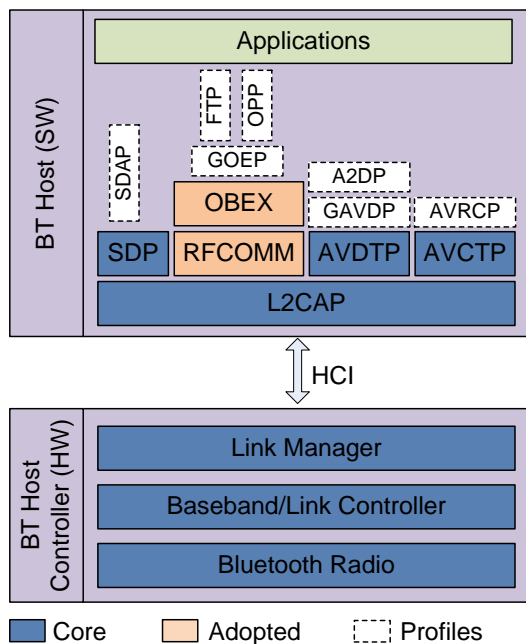 BT Host (SW)
Applications
FTP
OPP
SDAP
GOEP
A2DP
OBEX
GAVDP
AVRCP
SDP
RFCOMM
AVDTP
AVCTP
L2CAP
HCI
BT Host
Controller (HW)
Link Manager
Baseband/Link Controller
Bluetooth Radio
Core
Adopted
Profiles